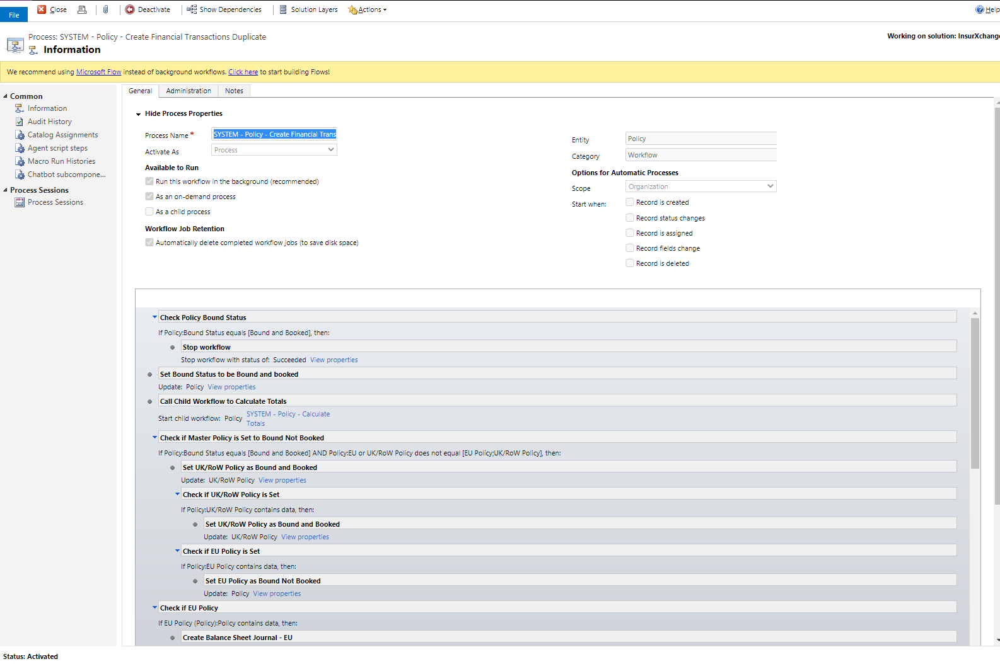 File
Close
Deactivate
Show Dependencies
Solution Layers
Actions
Help
Process: SYSTEM - Policy - Create Financial Transactions Duplicate
Information
Working on solution: InsurXchange
We recommend using Microsoft Flow instead of background workflows. Click here to start building Flows!
Common
Information
Audit History
Catalog Assignments
Agent script steps
Macro Run Histories
Chatbot subcompone...
Process Sessions
Process Sessions
General
Administration
Notes
Hide Process Properties
Process Name *
SYSTEM - Policy - Create Financial Trans
Activate As
Process
Available to Run
Run this workflow in the background (recommended)
As an on-demand process
As a child process
Workflow Job Retention
Automatically delete completed workflow jobs (to save disk space)
Entity
Policy
Category
Workflow
Options for Automatic Processes
Scope
Organization
Start when:
Record is created
Record status changes
Record is assigned
Record fields change
Record is deleted
Check Policy Bound Status
If Policy:Bound Status equals [Bound and Booked], then:
Stop workflow
Stop workflow with status of: Succeeded View properties
Set Bound Status to be Bound and booked
Update: Policy View properties
Call Child Workflow to Calculate Totals
Start child workflow: Policy SYSTEM - Policy - Calculate
Totals
Check if Master Policy is Set to Bound Not Booked
If Policy:Bound Status equals [Bound and Booked] AND Policy:EU or UK/RoW Policy does not equal [EU Policy;UK/RoW Policy], then:
Set UK/RoW Policy as Bound and Booked
Update: UK/RoW Policy View properties
Check if UK/RoW Policy is Set
If Policy:UK/RoW Policy contains data, then:
Set UK/RoW Policy as Bound and Booked
Update: UK/RoW Policy View properties
Check if EU Policy is Set
If Policy:EU Policy contains data, then:
Set EU Policy as Bound Not Booked
Update: Policy View properties
Check if EU Policy
If EU Policy (Policy):Policy contains data, then:
Create Balance Sheet Journal - EU
Status: Activated